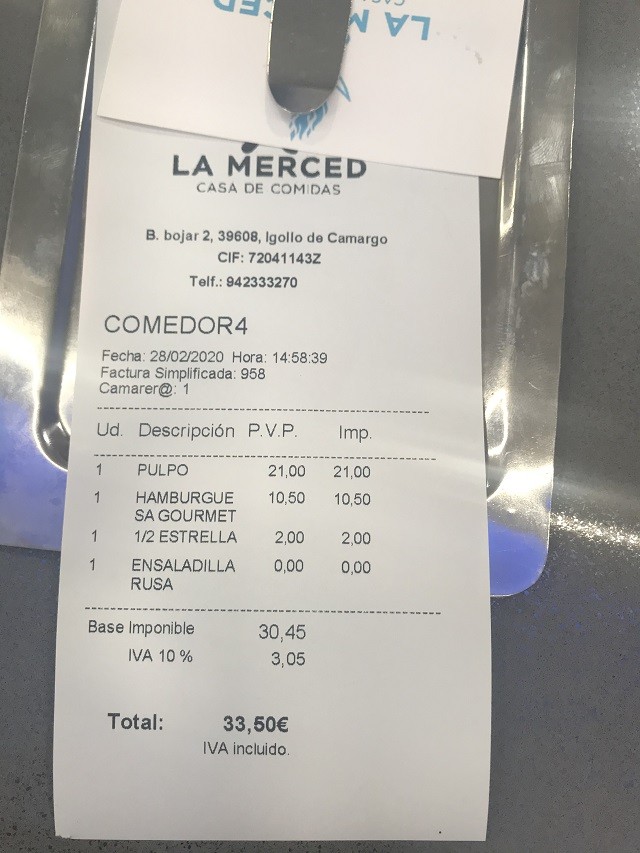 LA M
CED
LA MERCED
CASA DE COMIDAS
B. bojar 2, 39608, Igollo de Camargo
CIF: 72041143Z
Telf.: 942333270
COMEDOR4
Fecha: 28/02/2020 Hora: 14:58:39
Factura Simplificada: 958
Camarer@: 1
Ud. Descripción P.V.P. Imp.
1 PULPO 21,00 21,00
1 HAMBURGUE 10,50 10,50
SA GOURMET
1 1/2 ESTRELLA 2,00 2,00
1 ENSALADILLA 0,00 0,00
RUSA
Base Imponible 30,45
IVA 10 % 3,05
Total: 33,50€
IVA incluido.